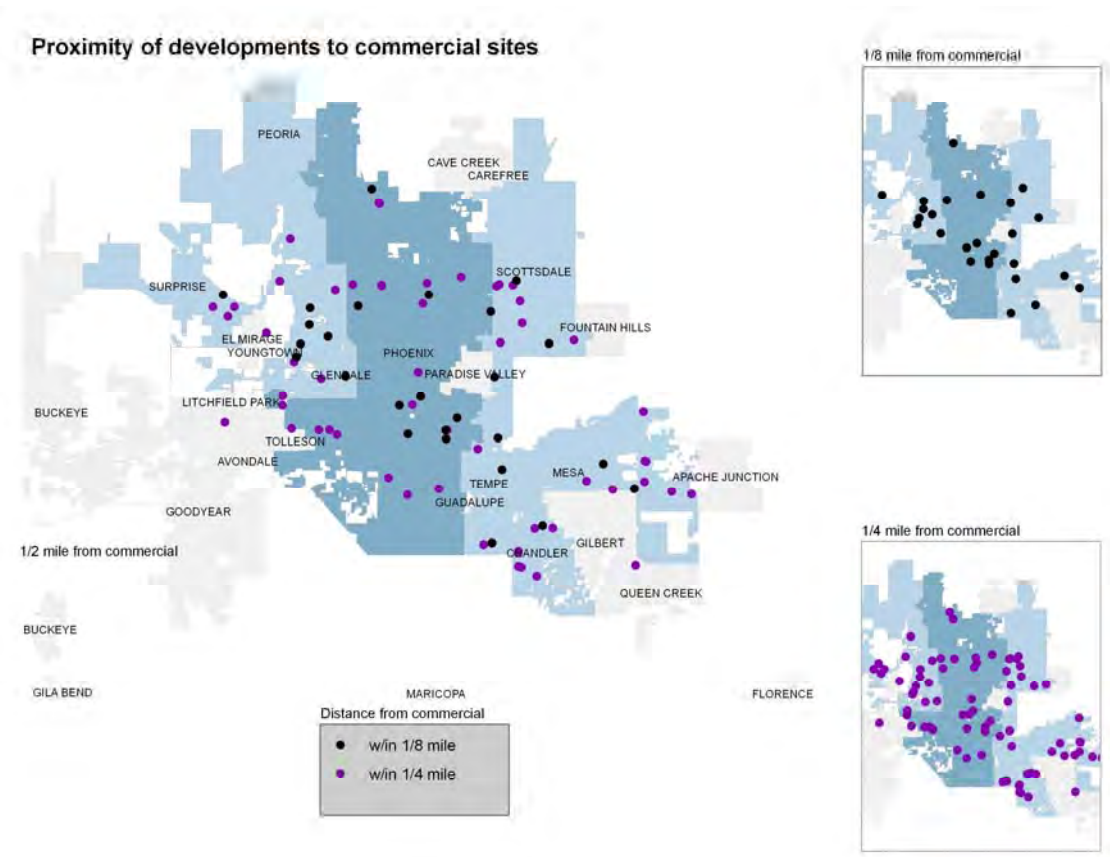 Proximity of developments to commercial sites
1/8 mile from commercial
PEORIA
CAVE CREEK
CAREFREE
SCOTTSDALE
SURPRISE
FOUNTAIN HILLS
EL MIRAGE
YOUNGTOWN
PHOENIX
GLENDALE
PARADISE VALLEY
LITCHFIELD PARK
BUCKEYE
TOLLESON
AVONDALE
MESA
APACHE JUNCTION
TEMPE
GUADALUPE
GOODYEAR
1/4 mile from commercial
GILBERT
1/2 mile from commercial
CHANDLER
QUEEN CREEK
BUCKEYE
GILA BEND
MARICOPA
FLORENCE
Distance from commercial
w/in 1/8 mile
w/in 1/4 mile